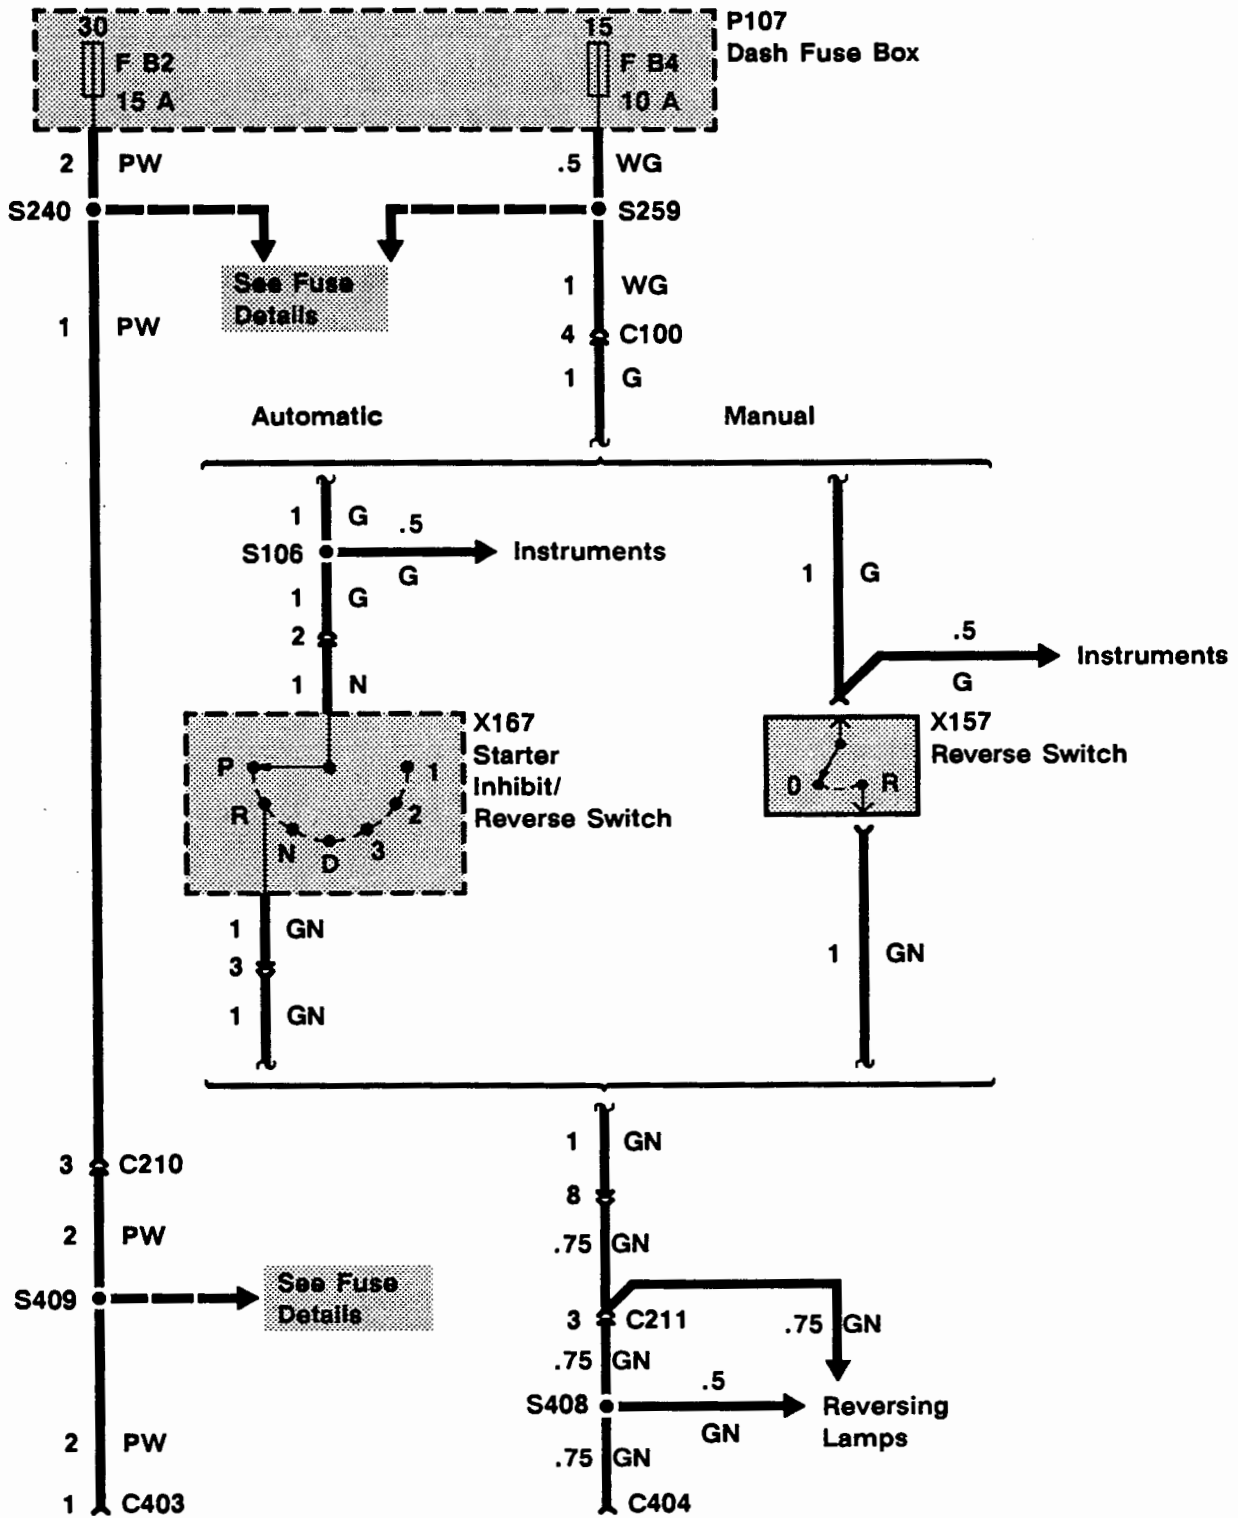 30
15
P107
Dash Fuse Box
F B2
15 A
F B4
10 A
2 PW
.5 WG
S240
S259
See Fuse
Details
1 WG
1 PW
4 C100
1 G
Automatic
Manual
1 G
.5
S106
Instruments
G
1 G
1 G
2
.5
Instruments
1 N
G
X167
Starter
Inhibit/
Reverse Switch
X157
Reverse Switch
P
1
R
2
N
D
3
0
R
1 GN
3
1 GN
1 GN
1 GN
3 C210
8
2 PW
.75 GN
S409
See Fuse
Details
3 C211
.75 GN
.75 GN
.5
S408
Reversing
Lamps
GN
2 PW
.75 GN
1 C403
C404